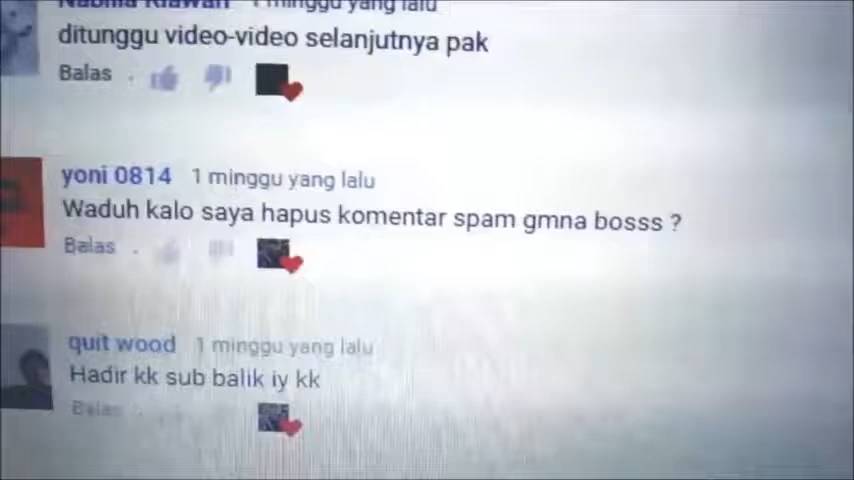 Nabila Riawan 1 minggu yang lalu
ditunggu video-video selanjutnya pak
Balas
yoni 0814 1 minggu yang lalu
Waduh kalo saya hapus komentar spam gmna bosss ?
Balas
quit wood 1 minggu yang lalu
Hadir kk sub balik iy kk
Balas